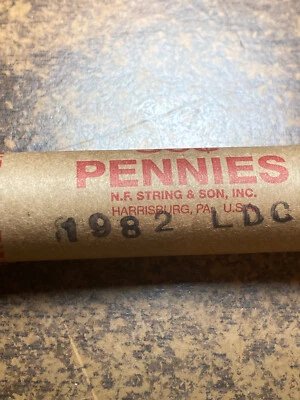 PENNIES
N.F. STRING & SON, INC.
HARRISBURG, PA. U.S.A.
1982 LDC